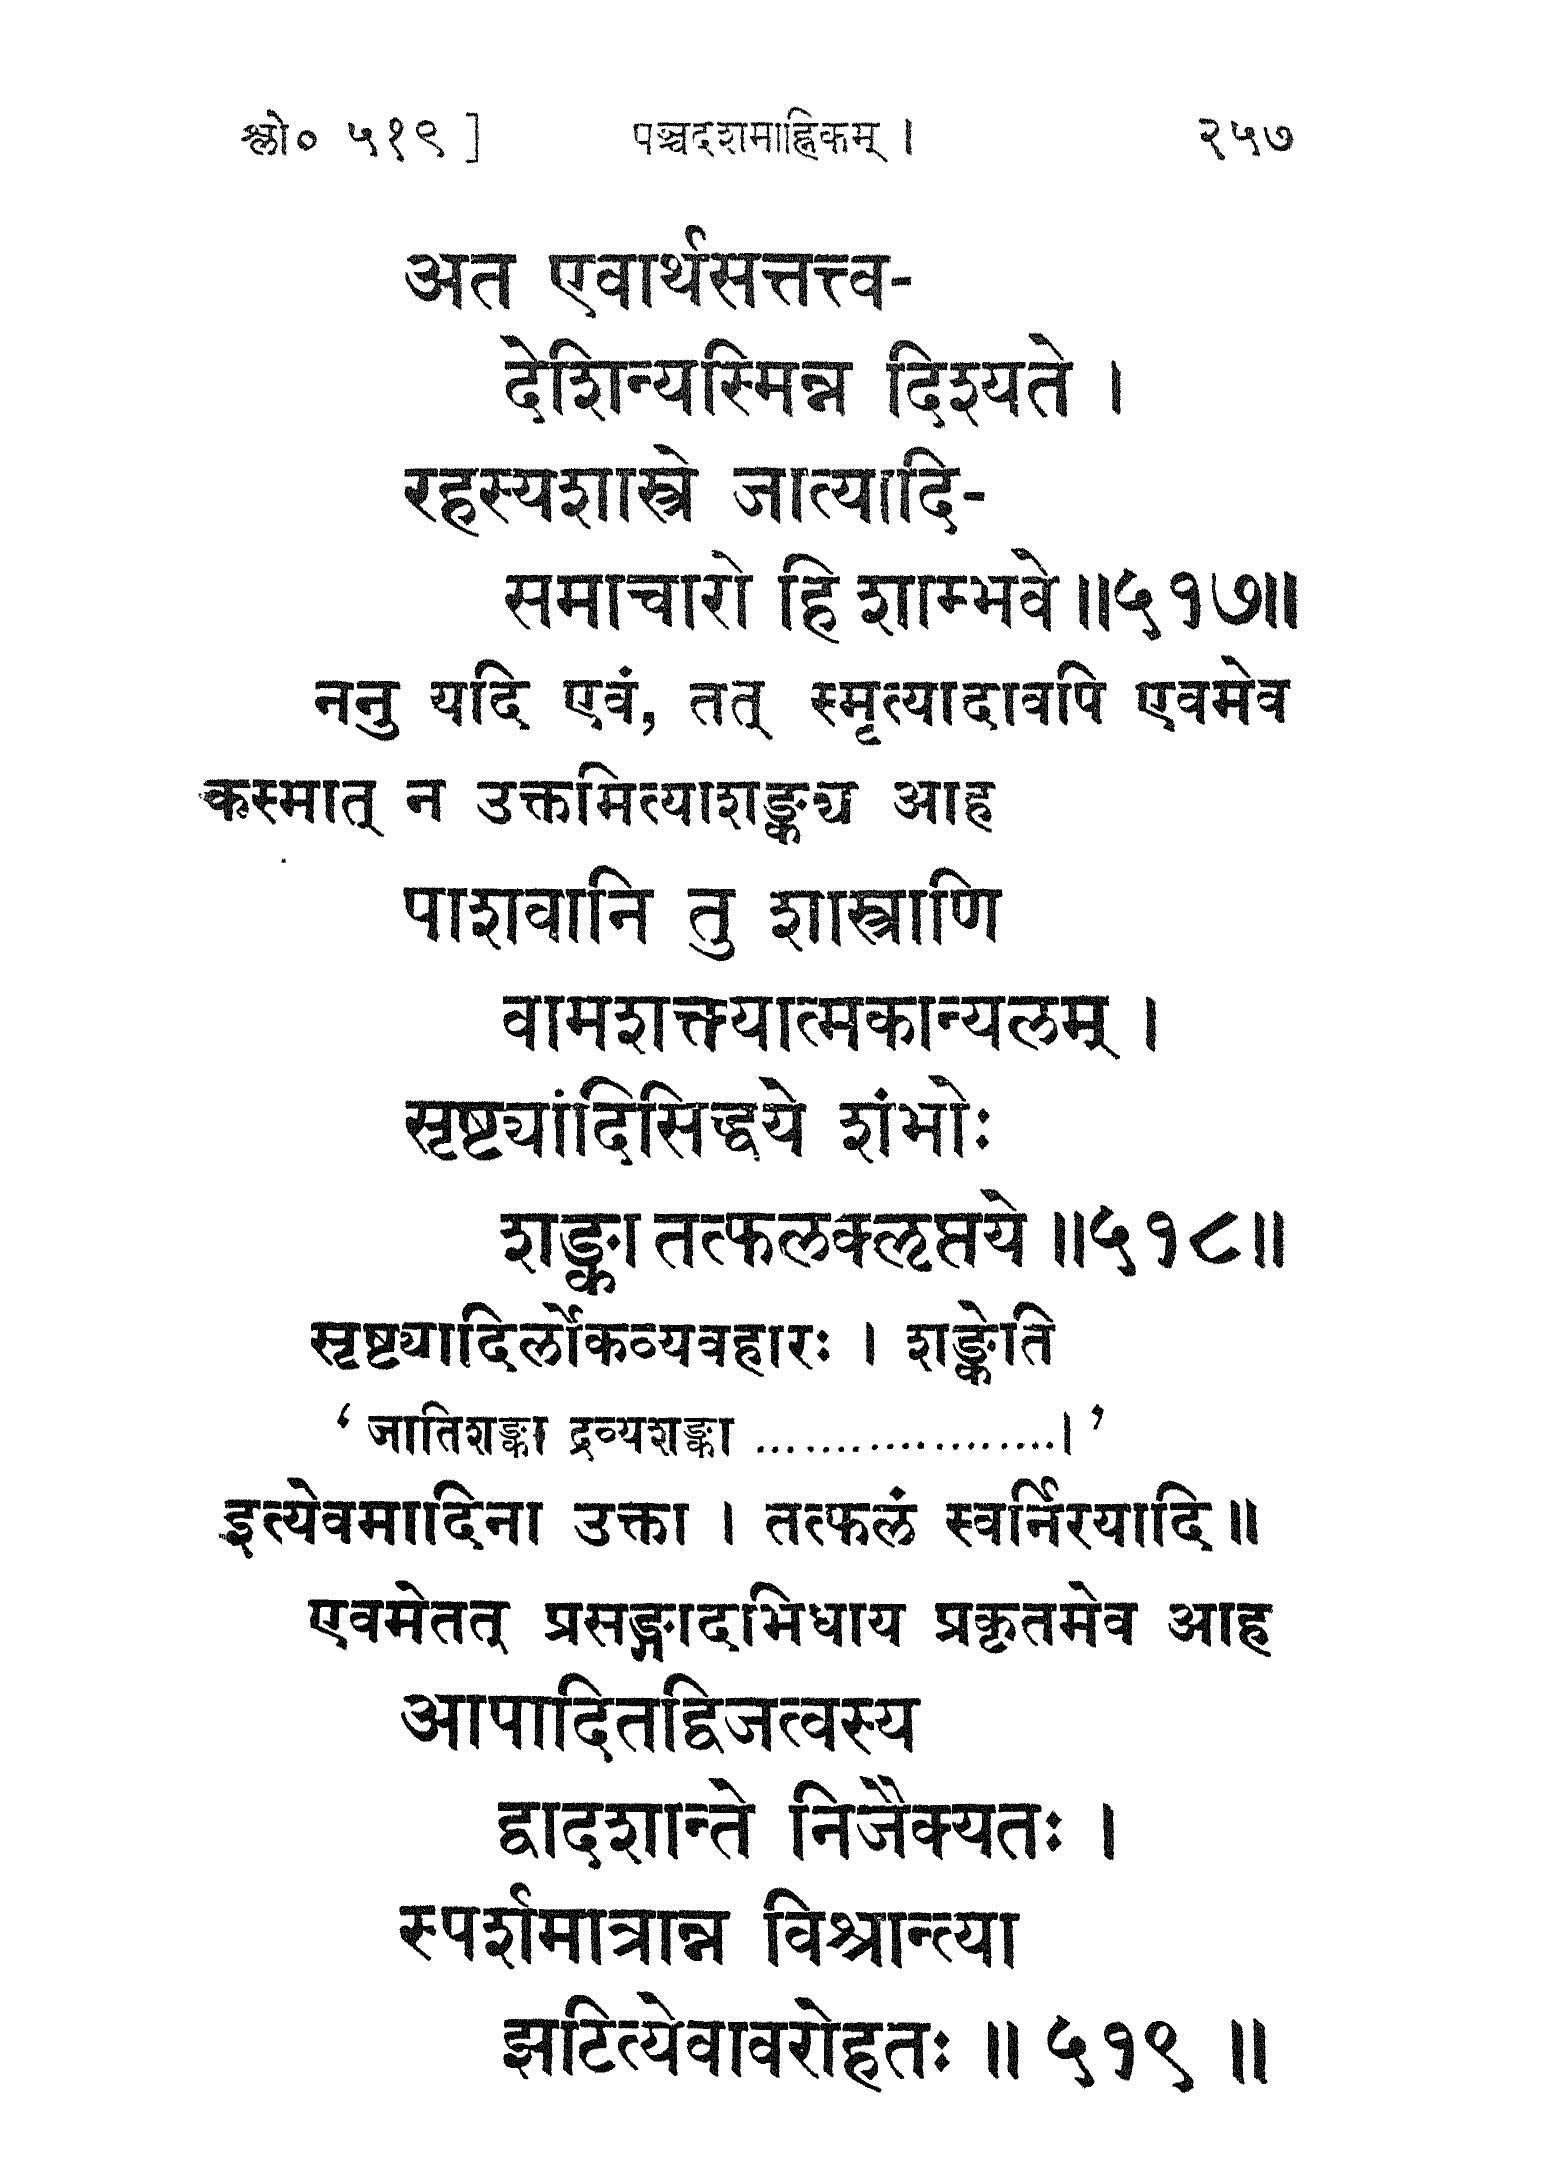 श्लो० ५१९ ] पञ्चदशमाह्निकम् । २५७
अत एवार्थसत्तत्त्व-
देशिन्यस्मिन्न दिश्यते ।
रहस्यशास्त्रे जात्यादि-
समाचारो हि शाम्भवे ॥५१७॥
ननु यदि एवं, तत् स्मृत्यादावपि एवमेव
कस्मात् न उक्तमित्याशङ्क्य आह
पाशवानि तु शास्त्राणि
वामशक्त्यात्मकान्यलम् ।
सृष्ट्यांदिसिद्धये शंभोः
शङ्का तत्फलक्लृप्तये ॥५१८॥
सृष्ट्यादिर्लोकव्यवहारः । शङ्केति
‘ जातिशङ्का द्रव्यशङ्का ...................। ’
इत्येवमादिना उक्ता । तत्फलं स्वर्निरयादि ॥
एवमेतत् प्रसङ्गादभिधाय प्रकृतमेव आह
आपादितद्विजत्वस्य
द्वादशान्ते निजैक्यतः ।
स्पर्शमात्रान्न विश्रान्त्या
झटित्येवावरोहतः ॥ ५१९ ॥